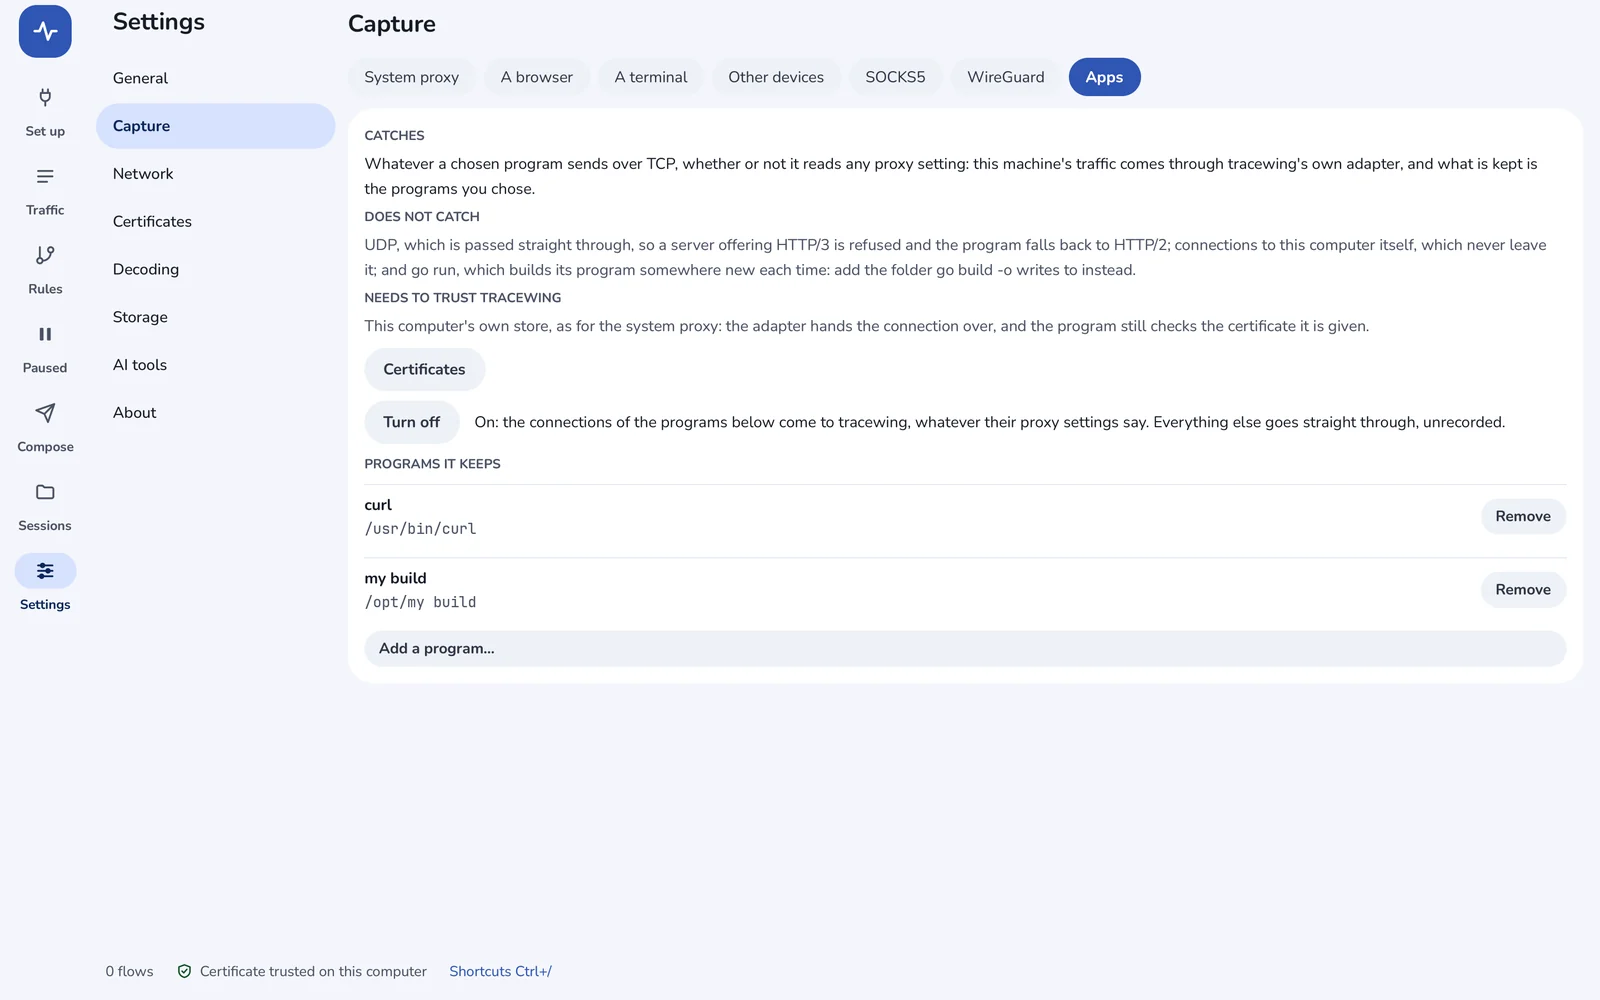 Settings
Set up
Traffic
Rules
Paused
Compose
Sessions
Settings
General
Capture
Network
Certificates
Decoding
Storage
AI tools
About
Capture
System proxy
A browser
A terminal
Other devices
SOCKS5
WireGuard
Apps
CATCHES
Whatever a chosen program sends over TCP, whether or not it reads any proxy setting: this machine's traffic comes through tracewing's own adapter, and what is kept is
the programs you chose.
DOES NOT CATCH
UDP, which is passed straight through, so a server offering HTTP/3 is refused and the program falls back to HTTP/2; connections to this computer itself, which never leave
it; and go run, which builds its program somewhere new each time: add the folder go build -o writes to instead.
NEEDS TO TRUST TRACEWING
This computer's own store, as for the system proxy: the adapter hands the connection over, and the program still checks the certificate it is given.
Certificates
Turn off
On: the connections of the programs below come to tracewing, whatever their proxy settings say. Everything else goes straight through, unrecorded.
PROGRAMS IT KEEPS
curl
/usr/bin/curl
Remove
my build
/opt/my build
Remove
Add a program...
0 flows
Certificate trusted on this computer
Shortcuts Ctrl+/